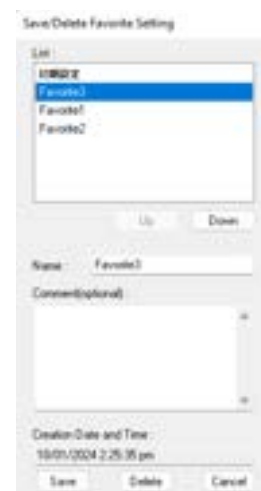 Save/Delete Favorite Setting
List
初期設定
Favorite3
Favorite1
Favorite2
Up Down
Name Favorite3
Comment(optional)
Creation Date and Time
10/01/2024 2:25:35 pm
Save Delete Cancel